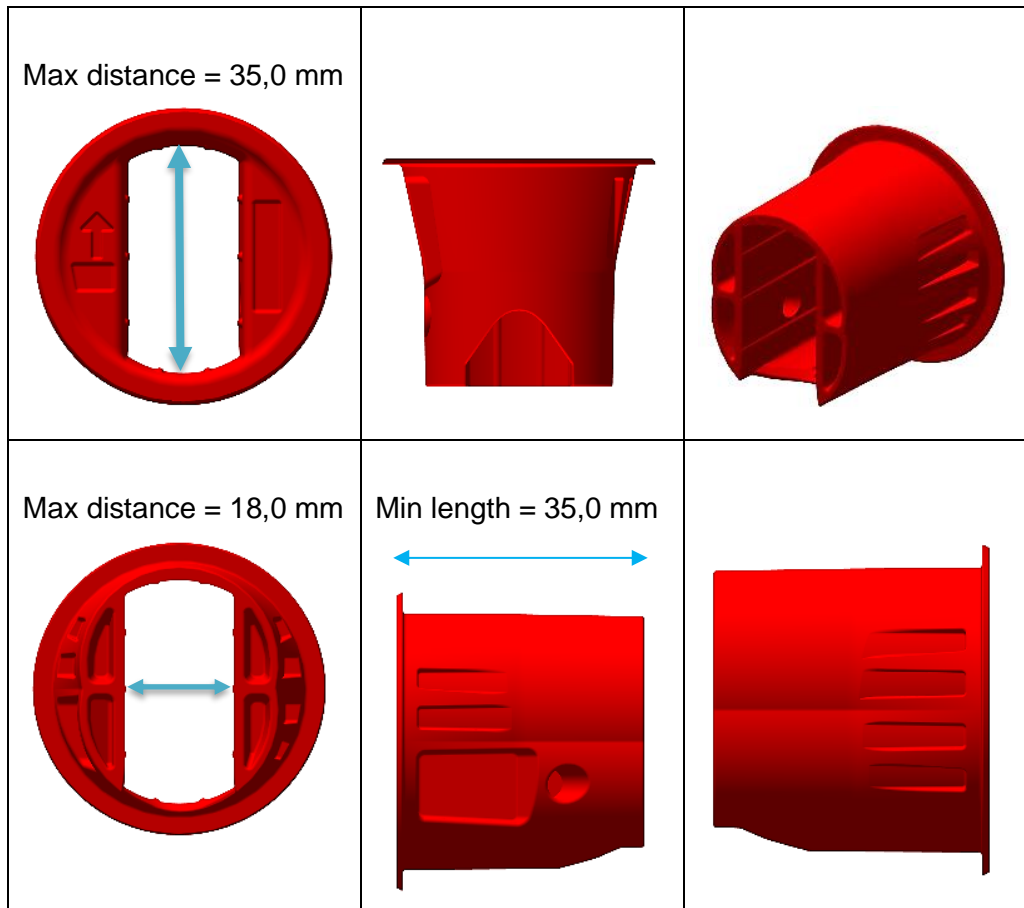 Max distance = 35,0 mm
Max distance = 18,0 mm
Min length = 35,0 mm